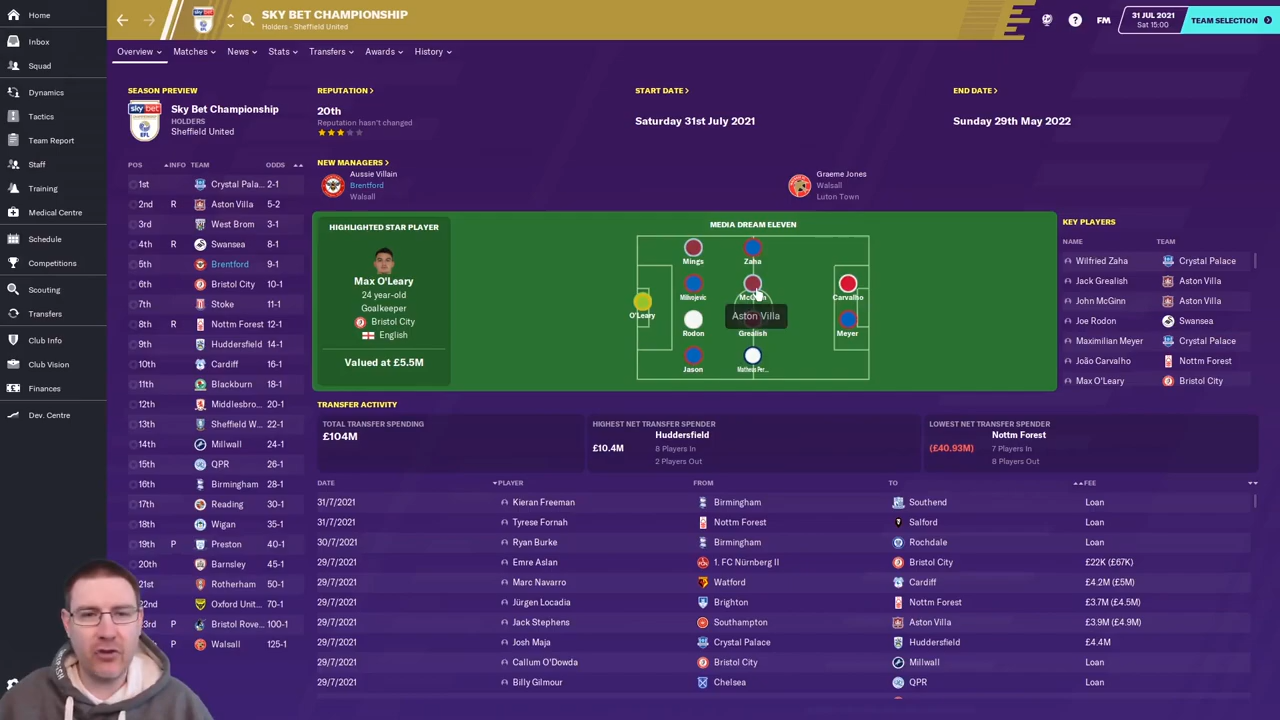 SKY BET CHAMPIONSHIP
Holders - Sheffield United
FM
31 JUL 2021
Sat 15:00
TEAM SELECTION
Home
Inbox
Squad
Dynamics
Tactics
Team Report
Staff
Training
Medical Centre
Schedule
Competitions
Scouting
Transfers
Club Info
Club Vision
Finances
Dev. Centre
Overview Matches News Stats Transfers Awards History
SEASON PREVIEW
sky bet
EFL
Sky Bet Championship
HOLDERS
Sheffield United
REPUTATION
20th
Reputation hasn't changed
START DATE
Saturday 31st July 2021
END DATE
Sunday 29th May 2022
NEW MANAGERS
Aussie Villain
Brentford
Walsall
Graeme Jones
Walsall
Luton Town
POS INFO TEAM ODDS
1st Crystal Pala... 2-1
2nd R Aston Villa 5-2
3rd West Brom 3-1
4th R Swansea 8-1
5th Brentford 9-1
6th Bristol City 10-1
7th Stoke 11-1
8th R Nottm Forest 12-1
9th Huddersfield 14-1
10th Cardiff 16-1
11th Blackburn 18-1
12th Middlesbro... 20-1
13th Sheffield W... 22-1
14th Millwall 24-1
15th QPR 26-1
16th Birmingham 28-1
17th Reading 30-1
18th Wigan 35-1
19th P Preston 40-1
20th Barnsley 45-1
21st Rotherham 50-1
22nd Oxford Unit... 70-1
23rd P Bristol Rove... 100-1
P Walsall 125-1
HIGHLIGHTED STAR PLAYER
Max O'Leary
24 year-old
Goalkeeper
Bristol City
English
Valued at £5.5M
MEDIA DREAM ELEVEN
Mings Zaha
Milivojevic Carvalho
O'Leary
Aston Villa
Rodon Grealish Meyer
Jason Matheus Per...
KEY PLAYERS
NAME TEAM
Wilfried Zaha Crystal Palace
Jack Grealish Aston Villa
John McGinn Aston Villa
Joe Rodon Swansea
Maximilian Meyer Crystal Palace
João Carvalho Nottm Forest
Max O'Leary Bristol City
TRANSFER ACTIVITY
TOTAL TRANSFER SPENDING
£104M
HIGHEST NET TRANSFER SPENDER
£10.4M
Huddersfield
8 Players In
2 Players Out
LOWEST NET TRANSFER SPENDER
(£40.93M)
Nottm Forest
7 Players In
8 Players Out
DATE PLAYER FROM TO FEE
31/7/2021 Kieran Freeman Birmingham Southend Loan
31/7/2021 Tyrese Fornah Nottm Forest Salford Loan
30/7/2021 Ryan Burke Birmingham Rochdale Loan
29/7/2021 Emre Aslan 1. FC Nürnberg II Bristol City £22K (£67K)
29/7/2021 Marc Navarro Watford Cardiff £4.2M (£5M)
29/7/2021 Jürgen Locadia Brighton Nottm Forest £3.7M (£4.5M)
29/7/2021 Jack Stephens Southampton Aston Villa £3.9M (£4.9M)
29/7/2021 Josh Maja Crystal Palace Huddersfield £4.4M
29/7/2021 Callum O'Dowda Bristol City Millwall Loan
29/7/2021 Billy Gilmour Chelsea QPR Loan